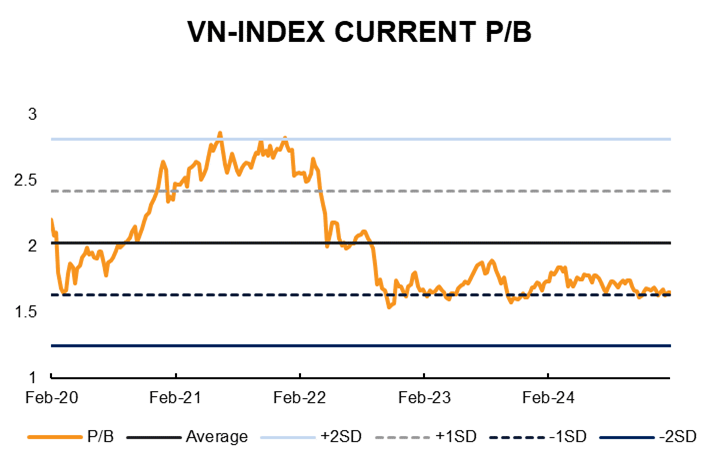 VN-INDEX CURRENT P/B
3
2.5
2
1.5
1
Feb-20 Feb-21 Feb-22 Feb-23 Feb-24
P/B Average +2SD +1SD -1SD -2SD